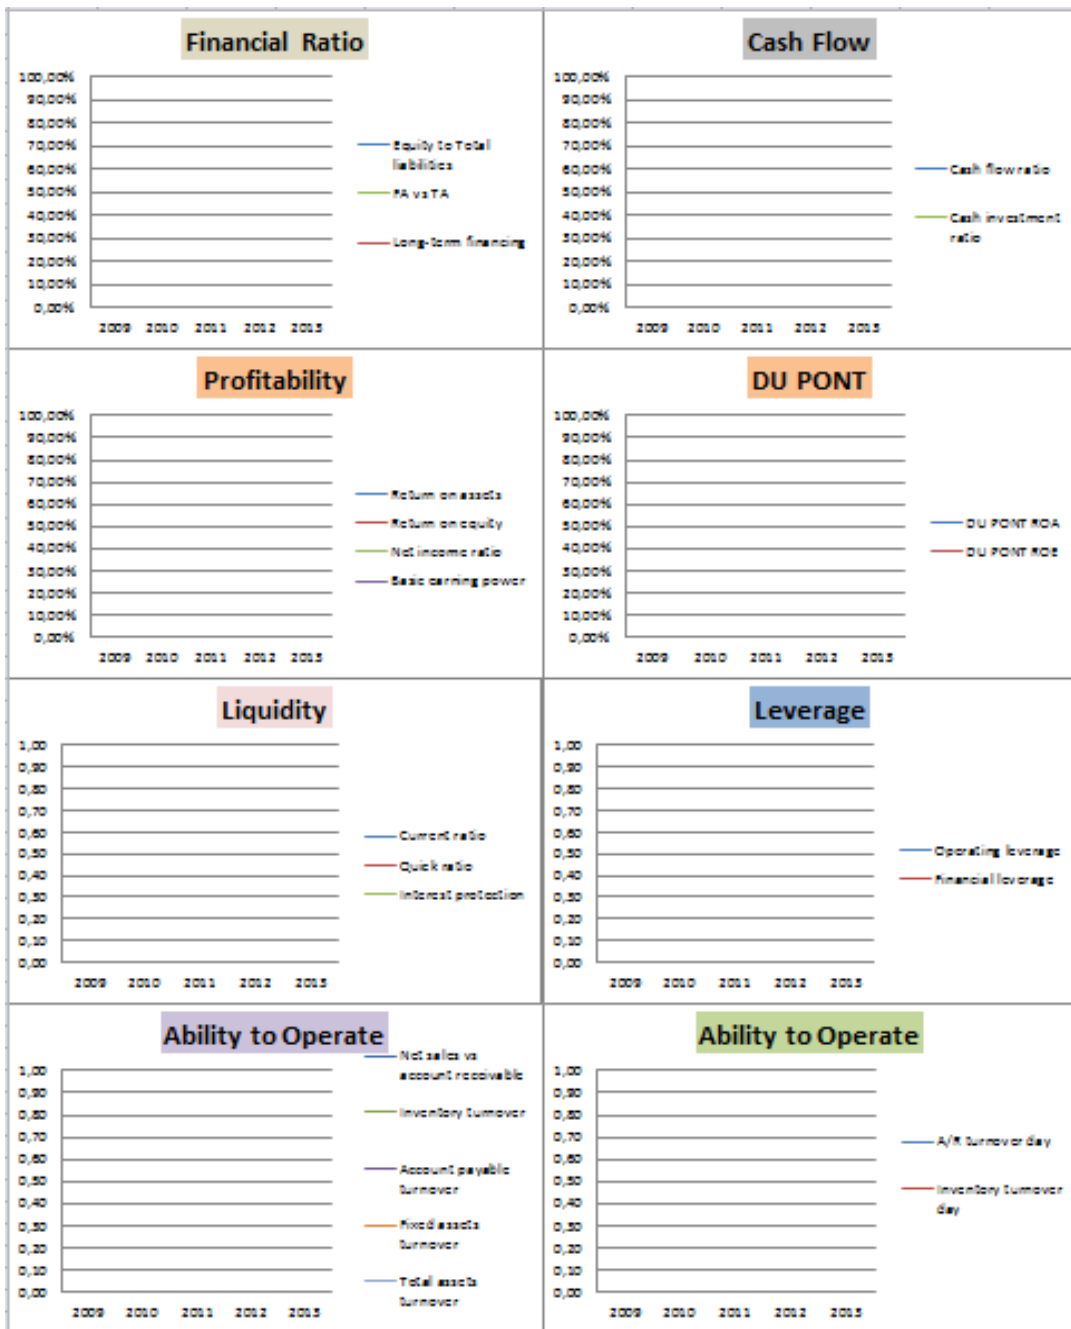 Financial Ratio
100,00%
90,00%
80,00%
70,00%
60,00%
50,00%
40,00%
30,00%
20,00%
10,00%
0,00%
2009 2010 2011 2012 2013
Equity to Total
liabilities
FA vs TA
Long-term financing
Cash Flow
100,00%
90,00%
80,00%
70,00%
60,00%
50,00%
40,00%
30,00%
20,00%
10,00%
0,00%
2009 2010 2011 2012 2013
Cash flow ratio
Cash investment
ratio
Profitability
100,00%
90,00%
80,00%
70,00%
60,00%
50,00%
40,00%
30,00%
20,00%
10,00%
0,00%
2009 2010 2011 2012 2013
Return on assets
Return on equity
Net income ratio
Basic earning power
DU PONT
100,00%
90,00%
80,00%
70,00%
60,00%
50,00%
40,00%
30,00%
20,00%
10,00%
0,00%
2009 2010 2011 2012 2013
DU PONT ROA
DU PONT ROE
Liquidity
1,00
0,90
0,80
0,70
0,60
0,50
0,40
0,30
0,20
0,10
0,00
2009 2010 2011 2012 2013
Current ratio
Quick ratio
Interest protection
Leverage
1,00
0,90
0,80
0,70
0,60
0,50
0,40
0,30
0,20
0,10
0,00
2009 2010 2011 2012 2013
Operating leverage
Financial leverage
Ability to Operate
1,00
0,90
0,80
0,70
0,60
0,50
0,40
0,30
0,20
0,10
0,00
2009 2010 2011 2012 2013
Net sales vs
account receivable
Inventory turnover
Account payable
turnover
Fixed assets
turnover
Total assets
turnover
Ability to Operate
1,00
0,90
0,80
0,70
0,60
0,50
0,40
0,30
0,20
0,10
0,00
2009 2010 2011 2012 2013
A/R turnover day
Inventory turnover
day